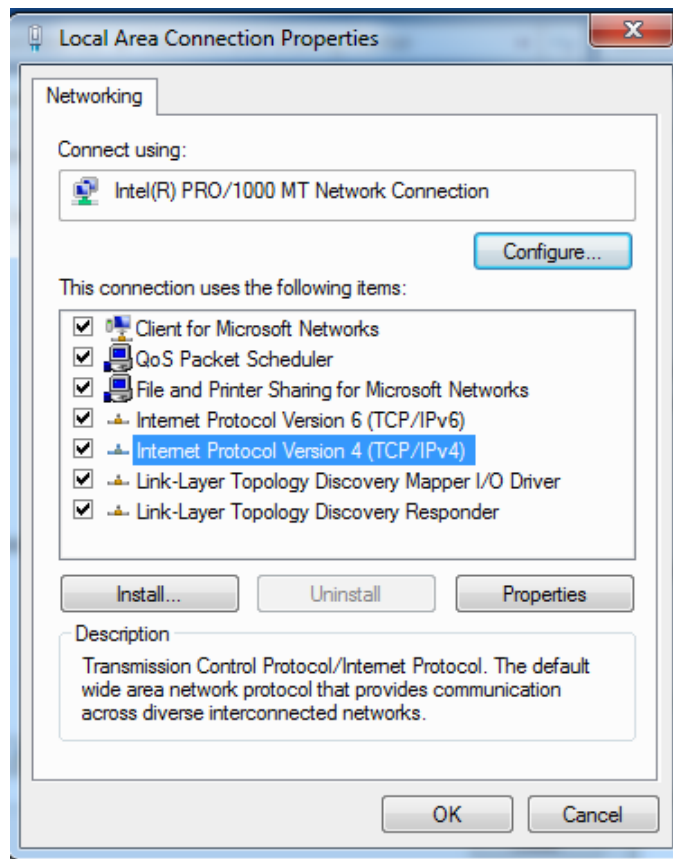 Local Area Connection Properties
Networking
Connect using:
Intel(R) PRO/1000 MT Network Connection
Configure...
This connection uses the following items:
Client for Microsoft Networks
QoS Packet Scheduler
File and Printer Sharing for Microsoft Networks
Internet Protocol Version 6 (TCP/IPv6)
Internet Protocol Version 4 (TCP/IPv4)
Link-Layer Topology Discovery Mapper I/O Driver
Link-Layer Topology Discovery Responder
Install... Uninstall Properties
Description
Transmission Control Protocol/Internet Protocol. The default
wide area network protocol that provides communication
across diverse interconnected networks.
OK Cancel